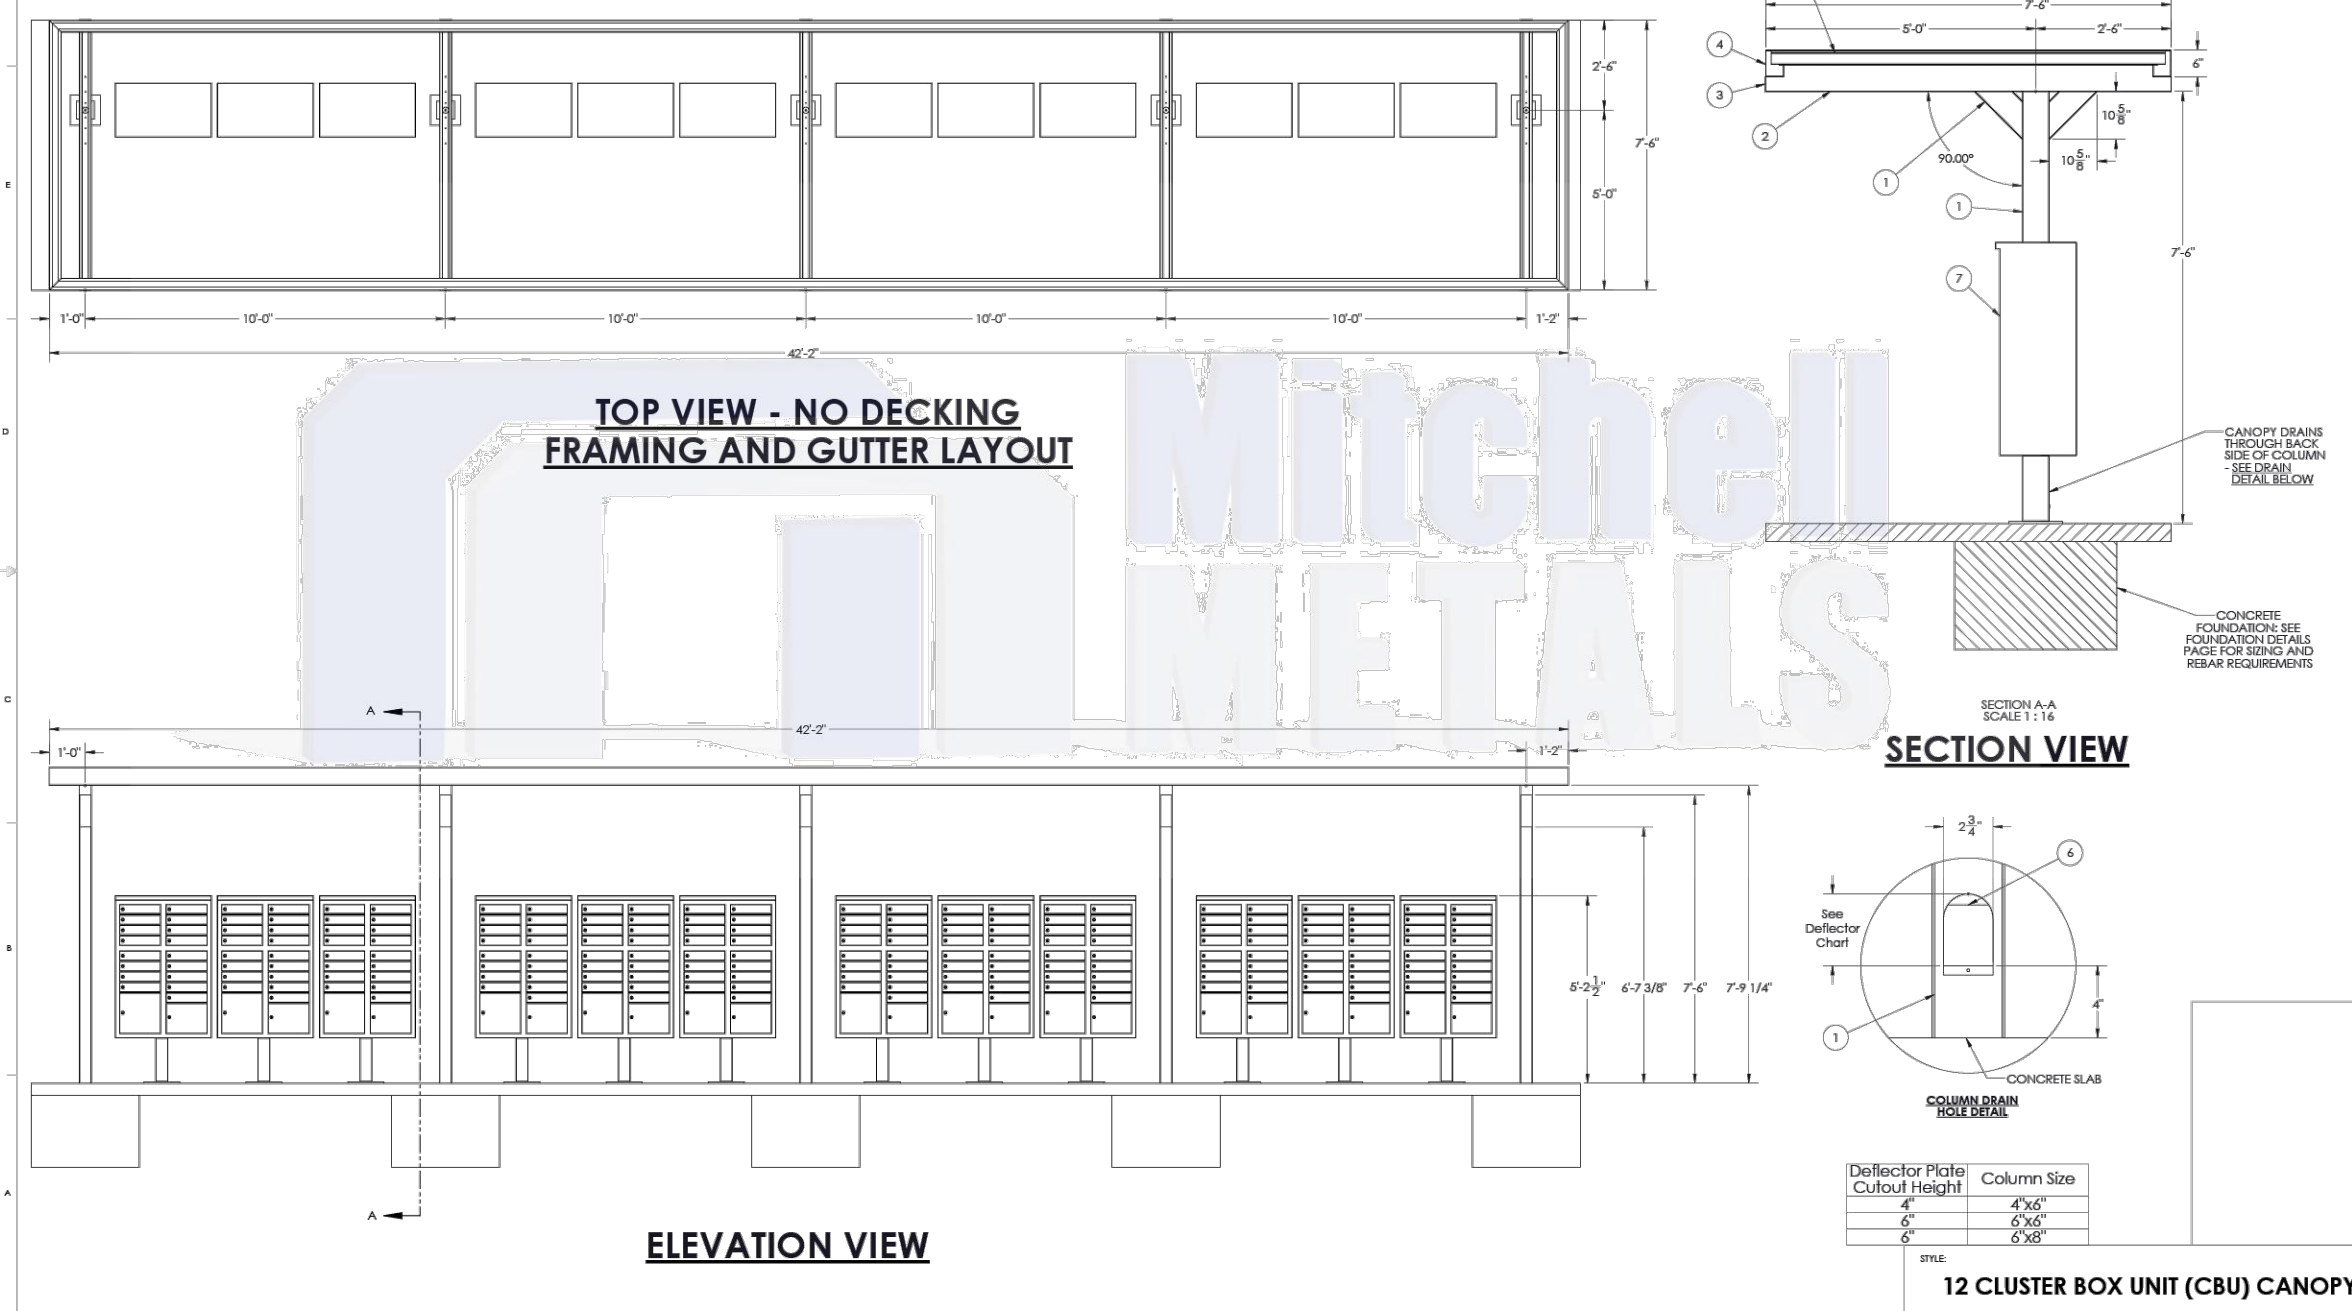 2'-6"
7'-6"
5'-0"
1'-0"
10'-0"
10'-0"
10'-0"
10'-0"
1'-2"
42'-2"
TOP VIEW - NO DECKING
FRAMING AND GUTTER LAYOUT
Mitchell
METALS
E
D
C
B
A
7'-6"
5'-0"
2'-6"
4
6"
3
2
10 5/8"
10 5/8"
90.00°
1
1
7'-6"
7
CANOPY DRAINS
THROUGH BACK
SIDE OF COLUMN
- SEE DRAIN
DETAIL BELOW
CONCRETE
FOUNDATION: SEE
FOUNDATION DETAILS
PAGE FOR SIZING AND
REBAR REQUIREMENTS
SECTION A-A
SCALE 1 : 16
SECTION VIEW
A
42'-2"
1'-0"
1'-2"
5'-2 1/2"
6'-7 3/8"
7'-6"
7'-9 1/4"
A
ELEVATION VIEW
2 3/4"
6
See
Deflector
Chart
4"
1
CONCRETE SLAB
COLUMN DRAIN
HOLE DETAIL
Deflector Plate
Cutout Height
Column Size
4"
4"x6"
6"
6"x6"
6"
6"x8"
STYLE:
12 CLUSTER BOX UNIT (CBU) CANOPY